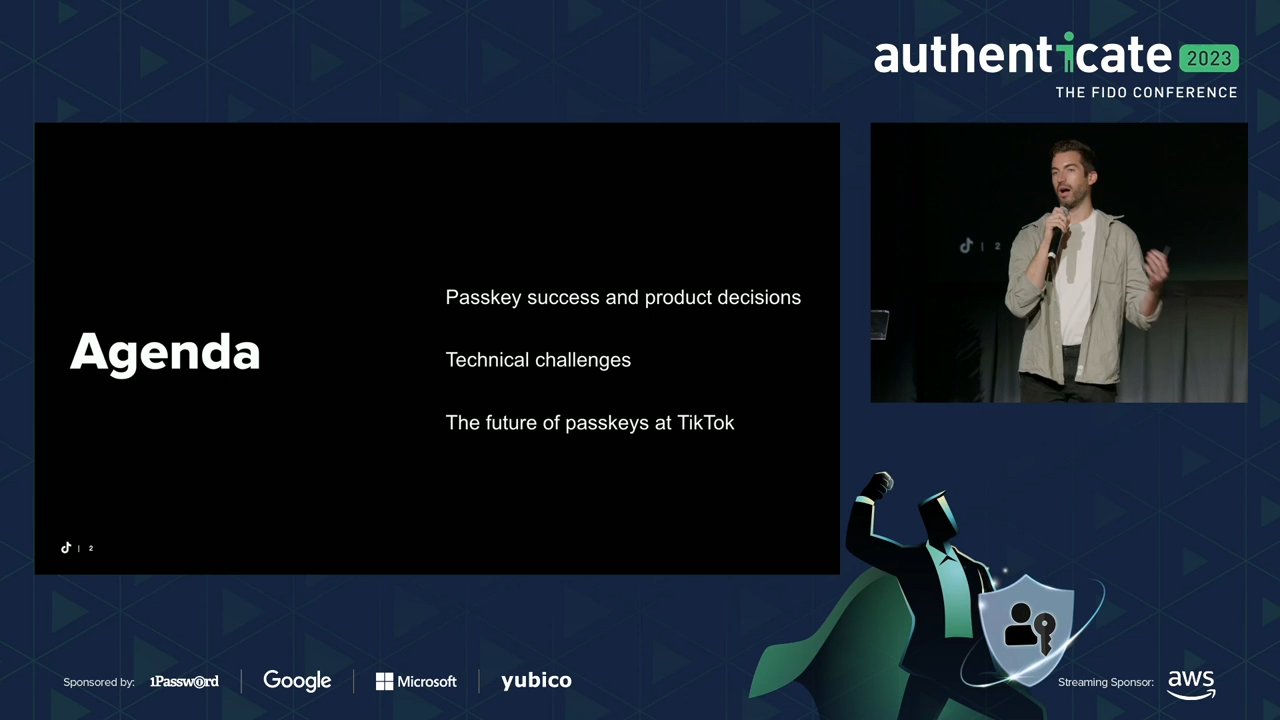 authenticate 2023
THE FIDO CONFERENCE
Agenda
Passkey success and product decisions
Technical challenges
The future of passkeys at TikTok
| 2
| 2
Sponsored by: 1Password Google Microsoft yubico
Streaming Sponsor: aws